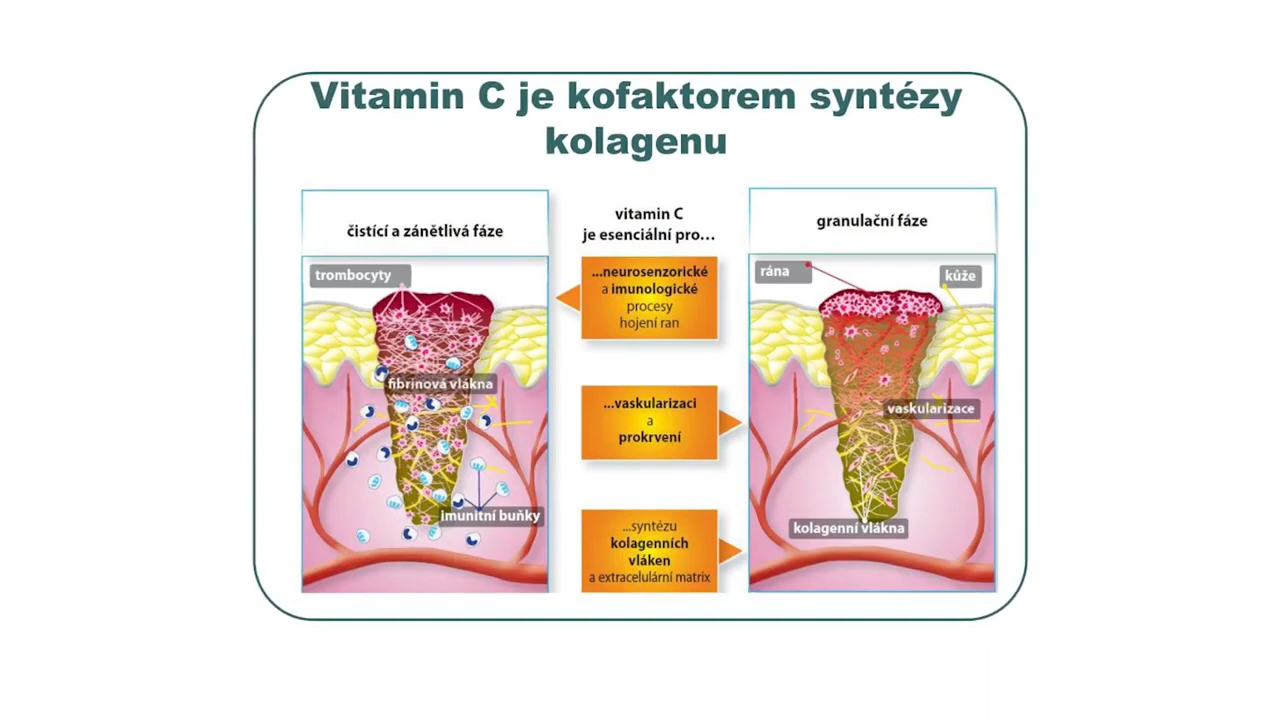 Vitamin C je kofaktorem syntézy
kolagenu
čistící a zánětlivá fáze
trombocyty
fibrinová vlákna
imunitní buňky
vitamin C
je esenciální pro…
...neurosenzorické
a imunologické
procesy
hojení ran
...vaskularizaci
a
prokrvení
...syntézu
kolagenních
vláken
a extracelulární matrix
granulační fáze
rána
kůže
vaskularizace
kolagenní vlákna